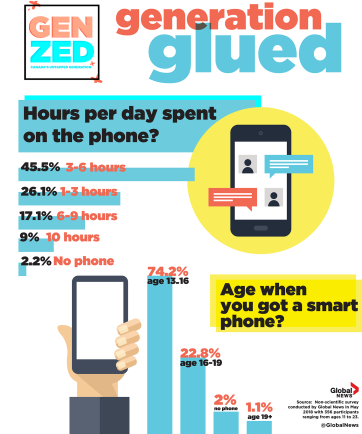 GEN
ZED
CANADA'S UNTAPPED GENERATION
generation
glued
Hours per day spent
on the phone?
45.5% 3-6 hours
26.1% 1-3 hours
17.1% 6-9 hours
9% 10 hours
2.2% No phone
74.2%
age 13-16
22.8%
age 16-19
2%
no phone
1.1%
age 19+
Age when
you got a smart
phone?
Global
NEWS
Source: Non-scientific survey
conducted by Global News in May
2018 with 356 participants
ranging from ages 11 to 23.
@GlobalNews